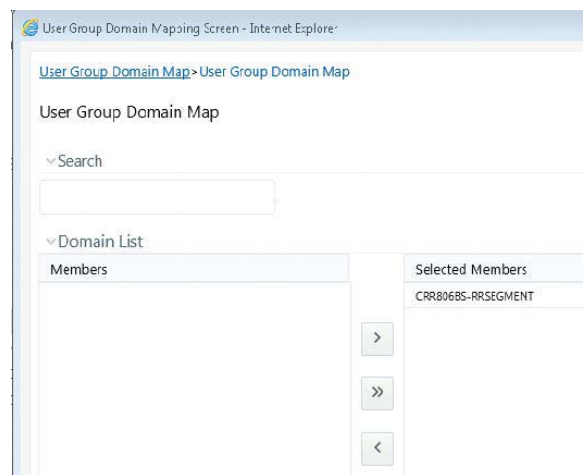 User Group Domain Mapping Screen - Internet Explorer
User Group Domain Map>User Group Domain Map
User Group Domain Map
Search
Domain List
Members
Selected Members
CRR806BS-RRSEGMENT
>
»
<